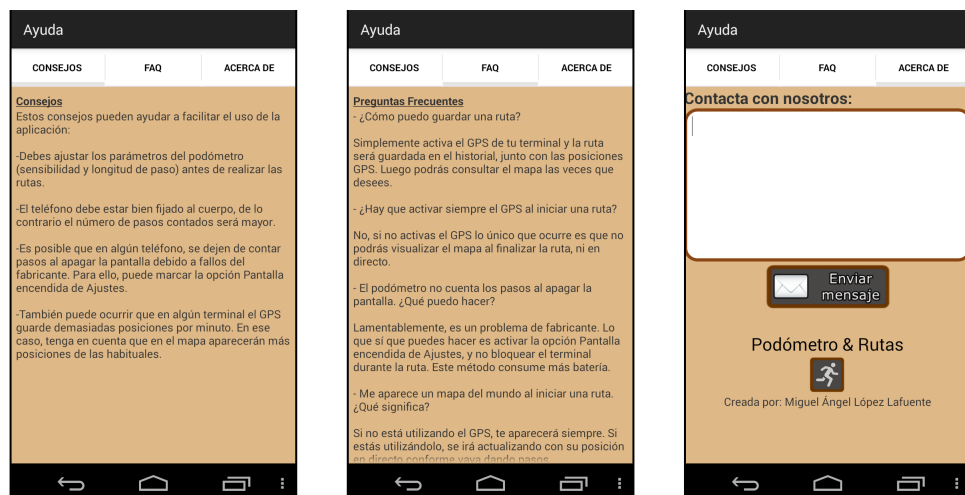 Ayuda
CONSEJOS FAQ ACERCA DE
Consejos
Estos consejos pueden ayudar a facilitar el uso de la
aplicación:
-Debes ajustar los parámetros del podómetro
(sensibilidad y longitud de paso) antes de realizar las
rutas.
-El teléfono debe estar bien fijado al cuerpo, de lo
contrario el número de pasos contados será mayor.
-Es posible que en algún teléfono, se dejen de contar
pasos al apagar la pantalla debido a fallos del
fabricante. Para ello, puede marcar la opción Pantalla
encendida de Ajustes.
-También puede ocurrir que en algún terminal el GPS
guarde demasiadas posiciones por minuto. En ese
caso, tenga en cuenta que en el mapa aparecerán más
posiciones de las habituales.
Ayuda
CONSEJOS FAQ ACERCA DE
Preguntas Frecuentes
- ¿Cómo puedo guardar una ruta?
Simplemente activa el GPS de tu terminal y la ruta
será guardada en el historial, junto con las posiciones
GPS. Luego podrás consultar el mapa las veces que
desees.
- ¿Hay que activar siempre el GPS al iniciar una ruta?
No, si no activas el GPS lo único que ocurre es que no
podrás visualizar el mapa al finalizar la ruta, ni en
directo.
- El podómetro no cuenta los pasos al apagar la
pantalla. ¿Qué puedo hacer?
Lamentablemente, es un problema de fabricante. Lo
que sí que puedes hacer es activar la opción Pantalla
encendida de Ajustes, y no bloquear el terminal
durante la ruta. Este método consume más batería.
- Me aparece un mapa del mundo al iniciar una ruta.
¿Qué significa?
Si no está utilizando el GPS, te aparecerá siempre. Si
estás utilizándolo, se irá actualizando con su posición
en directo conforme vaya dando pasos.
Ayuda
CONSEJOS FAQ ACERCA DE
Contacta con nosotros:
Enviar
mensaje
Podómetro & Rutas
Creada por: Miguel Ángel López Lafuente